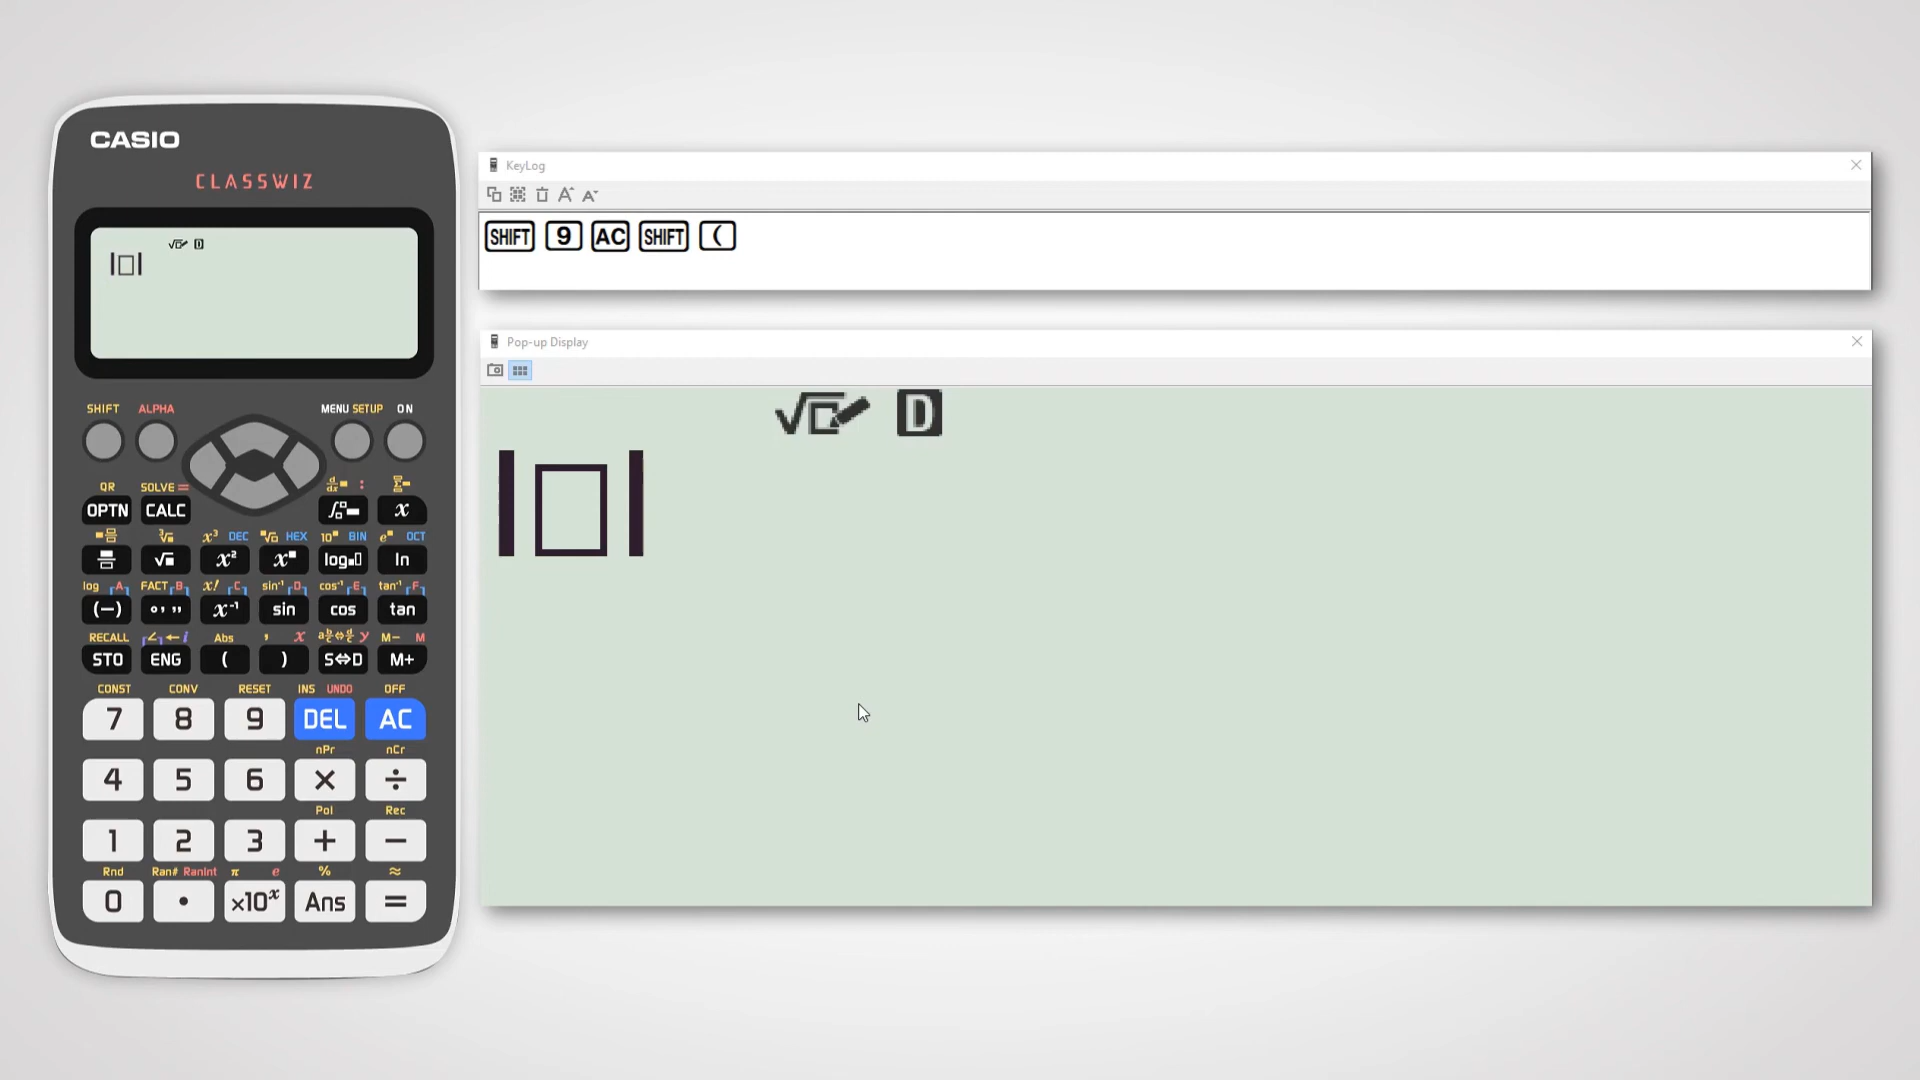 CASIO
CLASSWIZ
KeyLog
SHIFT 9 AC SHIFT (
Pop-up Display
√□ D
|□|
SHIFT ALPHA MENU SETUP ON
QR SOLVE = d/dx■ : Σ■
OPTN CALC ∫ x
x³ DEC HEX 10■ BIN e■ OCT
√■ x² x■ log■□ ln
log A FACT B x! C sin⁻¹ D cos⁻¹ E tan⁻¹ F
(−) ° ’ ” x⁻¹ sin cos tan
RECALL ∠ ← i Abs , x a b/c ⇔ d/c y M− M
STO ENG ( ) S⇔D M+
CONST CONV RESET INS UNDO OFF
7 8 9 DEL AC
nPr nCr
4 5 6 × ÷
Pol Rec
1 2 3 + −
Rnd Ran# RanInt π e % ≈
0 • ×10ˣ Ans =